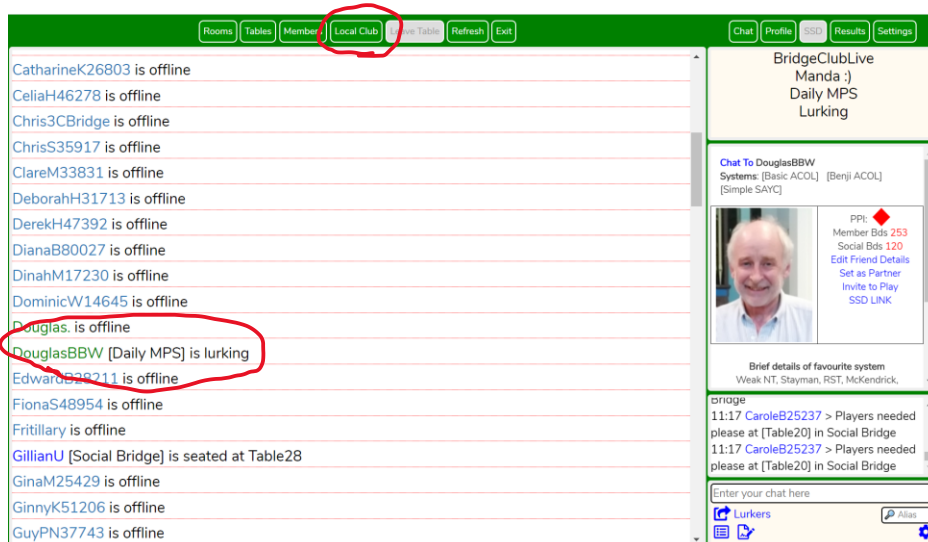 Rooms Tables Members Local Club Leave Table Refresh Exit
Chat Profile SSD Results Settings
CatharineK26803 is offline
CeliaH46278 is offline
Chris3CBridge is offline
ChrisS35917 is offline
ClareM33831 is offline
DeborahH31713 is offline
DerekH47392 is offline
DianaB80027 is offline
DinahM17230 is offline
DominicW14645 is offline
Douglas. is offline
DouglasBBW [Daily MPS] is lurking
EdwardB28211 is offline
FionaS48954 is offline
Fritillary is offline
GillianU [Social Bridge] is seated at Table28
GinaM25429 is offline
GinnyK51206 is offline
GuyPN37743 is offline
BridgeClubLive
Manda :)
Daily MPS
Lurking
Chat To DouglasBBW
Systems: [Basic ACOL] [Benji ACOL]
[Simple SAYC]
PPI:
Member Bds 253
Social Bds 120
Edit Friend Details
Set as Partner
Invite to Play
SSD LINK
Brief details of favourite system
Weak NT, Stayman, RST, McKendrick,
Bridge
11:17 CaroleB25237 > Players needed
please at [Table20] in Social Bridge
11:17 CaroleB25237 > Players needed
please at [Table20] in Social Bridge
Enter your chat here
Lurkers
Alias